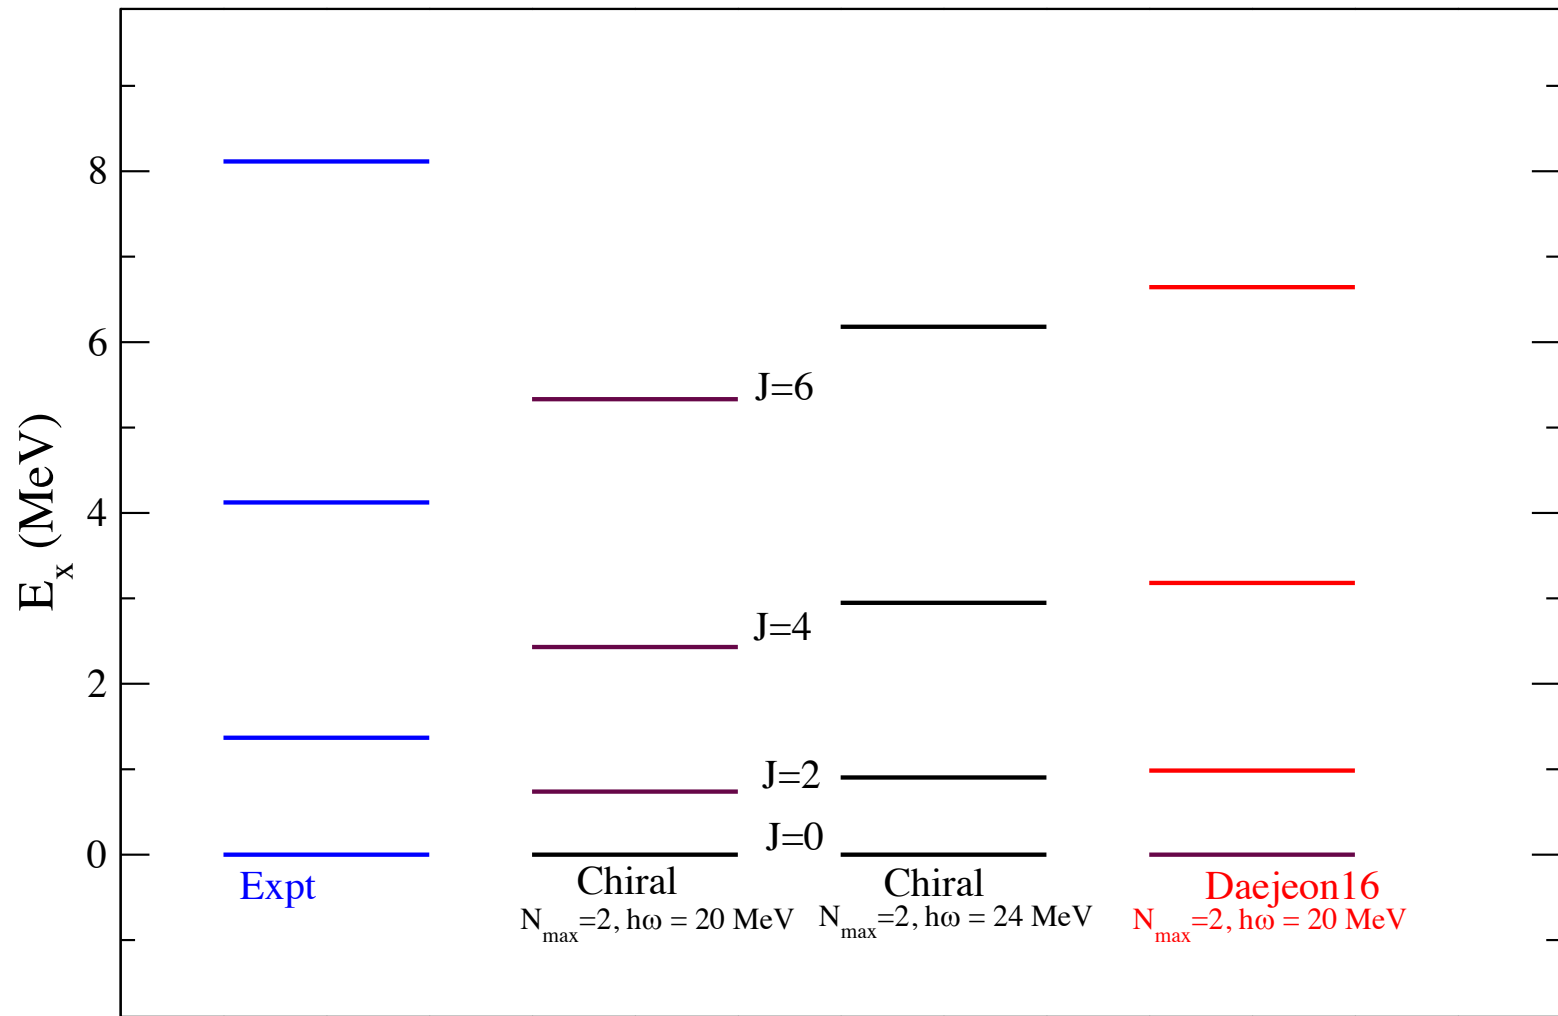 8
6
4
2
0
E_x (MeV)
J=6
J=4
J=2
J=0
Expt
Chiral
N_max=2, hω = 20 MeV
Chiral
N_max=2, hω = 24 MeV
Daejeon16
N_max=2, hω = 20 MeV